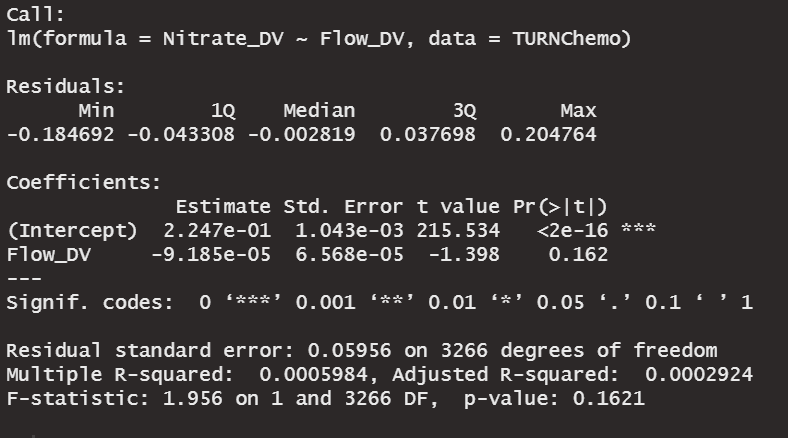 Call:
lm(formula = Nitrate_DV ~ Flow_DV, data = TURNChemo)
Residuals:
      Min        1Q    Median        3Q       Max
-0.184692 -0.043308 -0.002819  0.037698  0.204764
Coefficients:
              Estimate Std. Error t value Pr(>|t|)
(Intercept)  2.247e-01  1.043e-03 215.534   <2e-16 ***
Flow_DV     -9.185e-05  6.568e-05  -1.398    0.162
---
Signif. codes:  0 ‘***’ 0.001 ‘**’ 0.01 ‘*’ 0.05 ‘.’ 0.1 ‘ ’ 1
Residual standard error: 0.05956 on 3266 degrees of freedom
Multiple R-squared:  0.0005984, Adjusted R-squared:  0.0002924
F-statistic: 1.956 on 1 and 3266 DF,  p-value: 0.1621